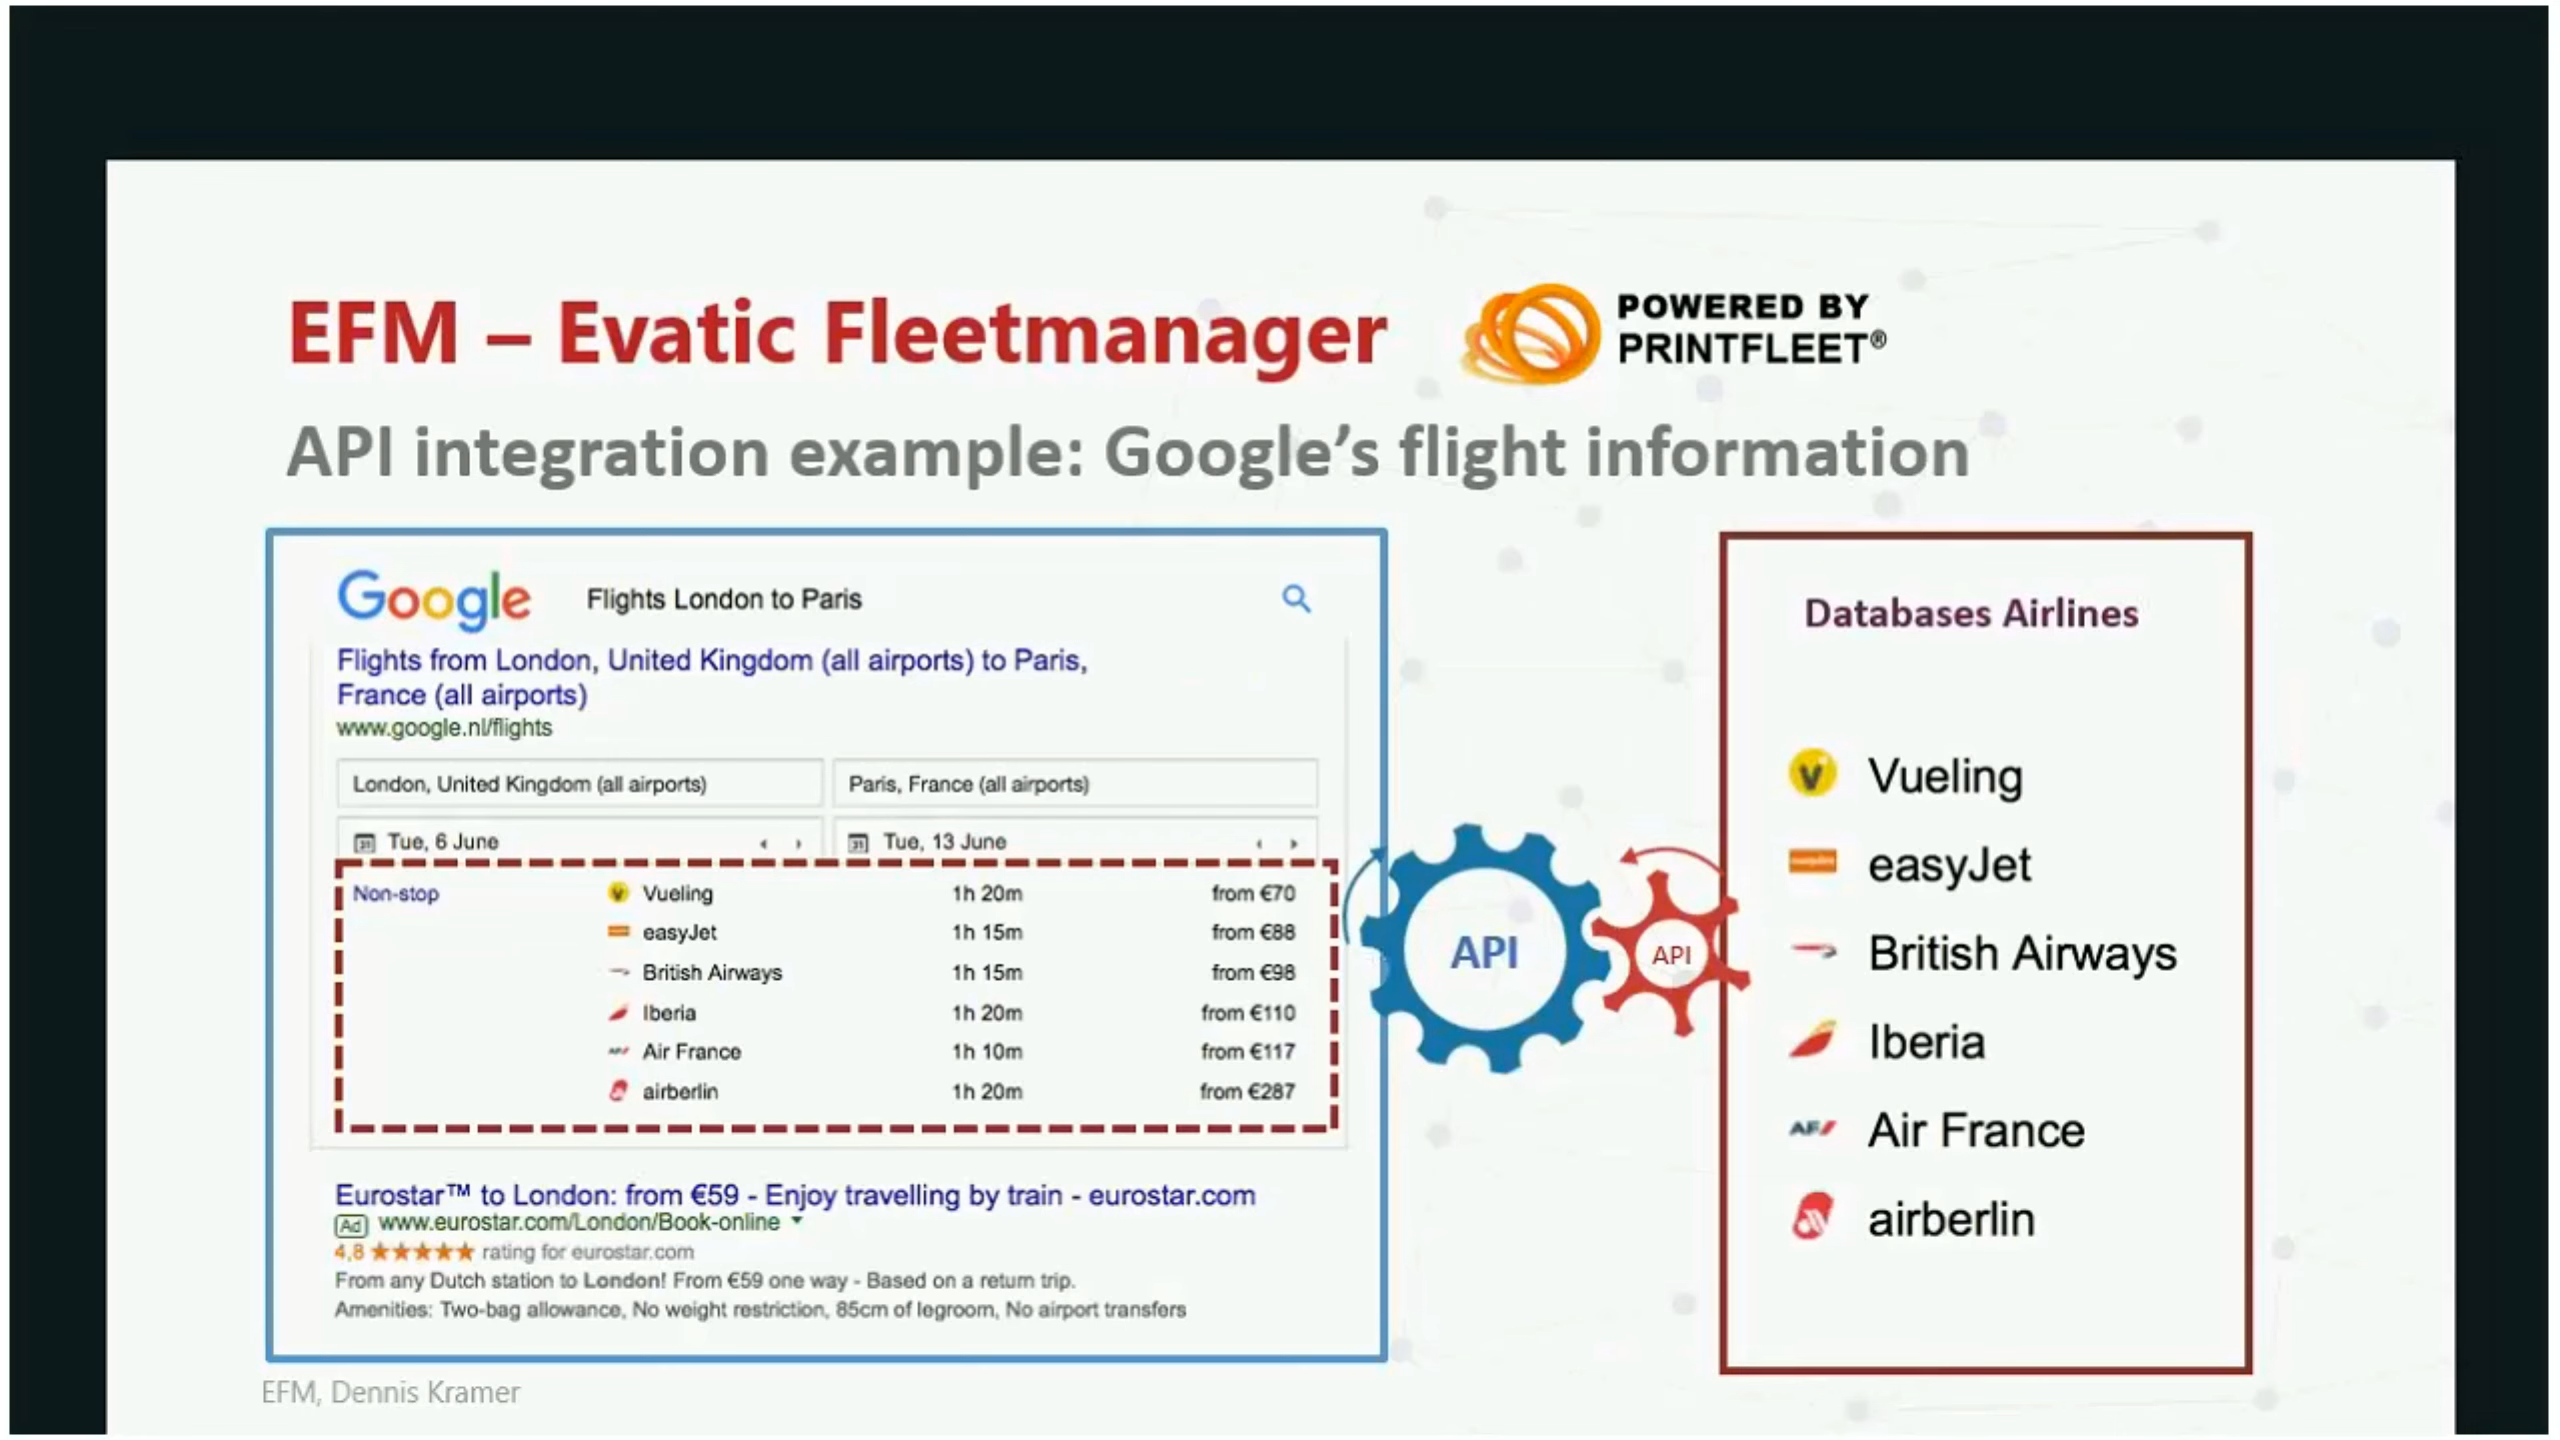 EFM – Evatic Fleetmanager
POWERED BY
PRINTFLEET®
API integration example: Google's flight information
Google
Flights London to Paris
Flights from London, United Kingdom (all airports) to Paris,
France (all airports)
www.google.nl/flights
London, United Kingdom (all airports) Paris, France (all airports)
31 Tue, 6 June 31 Tue, 13 June
Non-stop Vueling 1h 20m from €70
easyJet 1h 15m from €88
British Airways 1h 15m from €98
Iberia 1h 20m from €110
Air France 1h 10m from €117
airberlin 1h 20m from €287
Eurostar™ to London: from €59 - Enjoy travelling by train - eurostar.com
Ad www.eurostar.com/London/Book-online
4,8 ★★★★★ rating for eurostar.com
From any Dutch station to London! From €59 one way - Based on a return trip.
Amenities: Two-bag allowance, No weight restriction, 85cm of legroom, No airport transfers
API
API
Databases Airlines
Vueling
easyJet
British Airways
Iberia
AF Air France
airberlin
EFM, Dennis Kramer